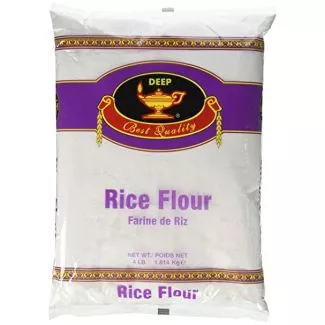 DEEP
Best Quality
Rice Flour
Farine de Riz
NET WT./ POIDS NET
4 LB. 1.814 Kg e
Rice Flour